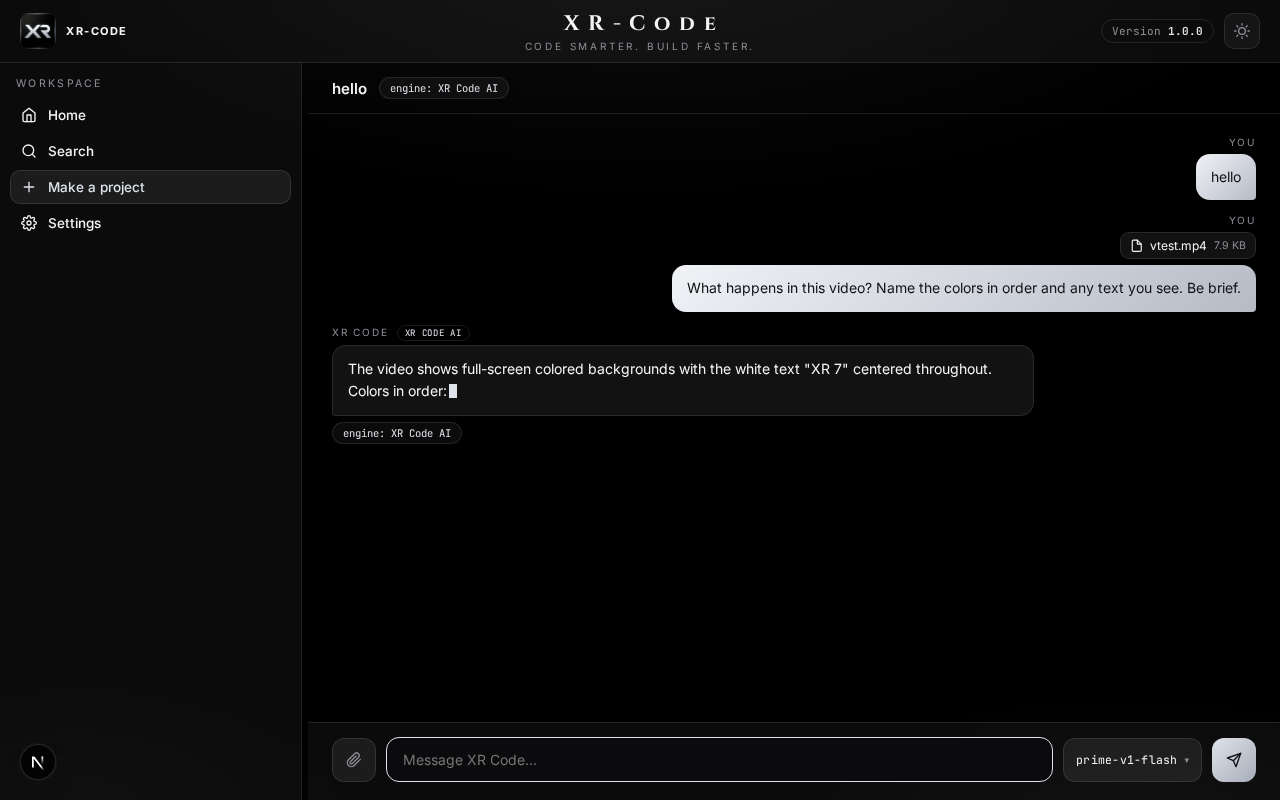 XR
XR-CODE
XR-CODE
CODE SMARTER. BUILD FASTER.
Version 1.0.0
WORKSPACE
Home
Search
Make a project
Settings
N
hello
engine: XR Code AI
YOU
hello
YOU
vtest.mp4 7.9 KB
What happens in this video? Name the colors in order and any text you see. Be brief.
XR CODE
XR CODE AI
The video shows full-screen colored backgrounds with the white text "XR 7" centered throughout.
Colors in order:
engine: XR Code AI
Message XR Code...
prime-v1-flash